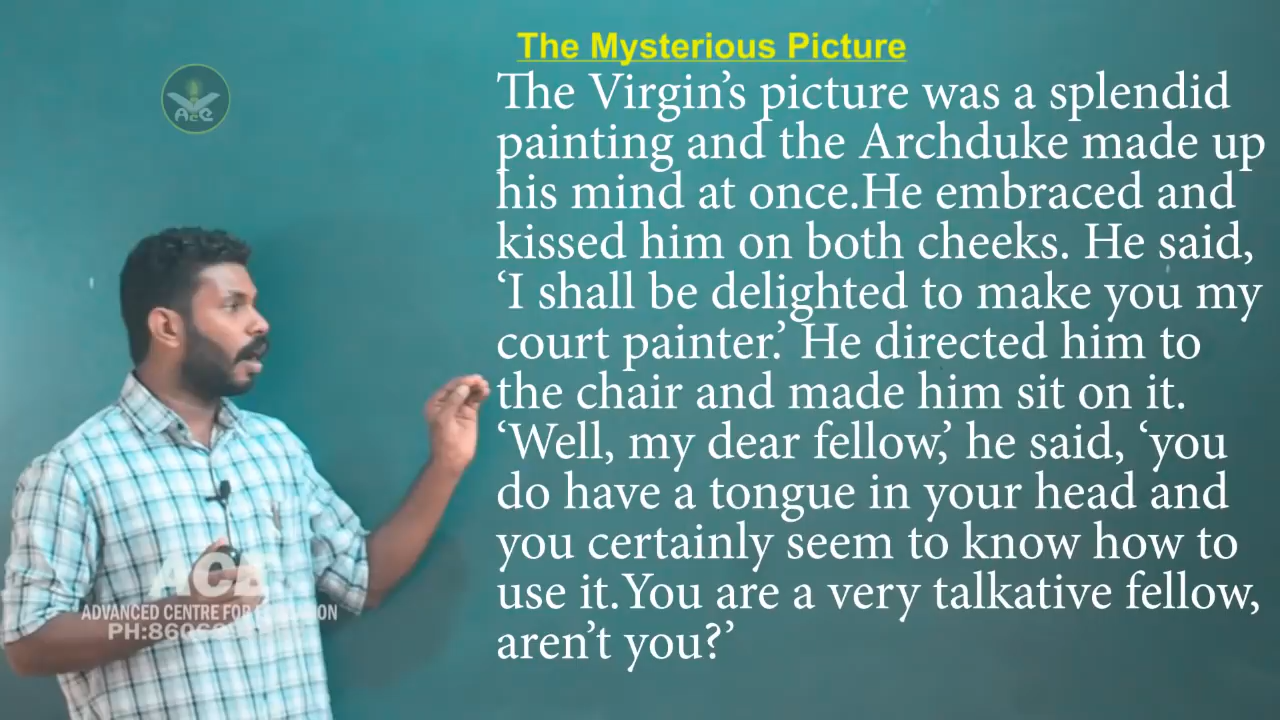 The Mysterious Picture
The Virgin’s picture was a splendid
painting and the Archduke made up
his mind at once.He embraced and
kissed him on both cheeks. He said,
‘I shall be delighted to make you my
court painter.’ He directed him to
the chair and made him sit on it.
‘Well, my dear fellow,’ he said, ‘you
do have a tongue in your head and
you certainly seem to know how to
use it.You are a very talkative fellow,
aren’t you?’
AcE
ACE
ADVANCED CENTRE FOR